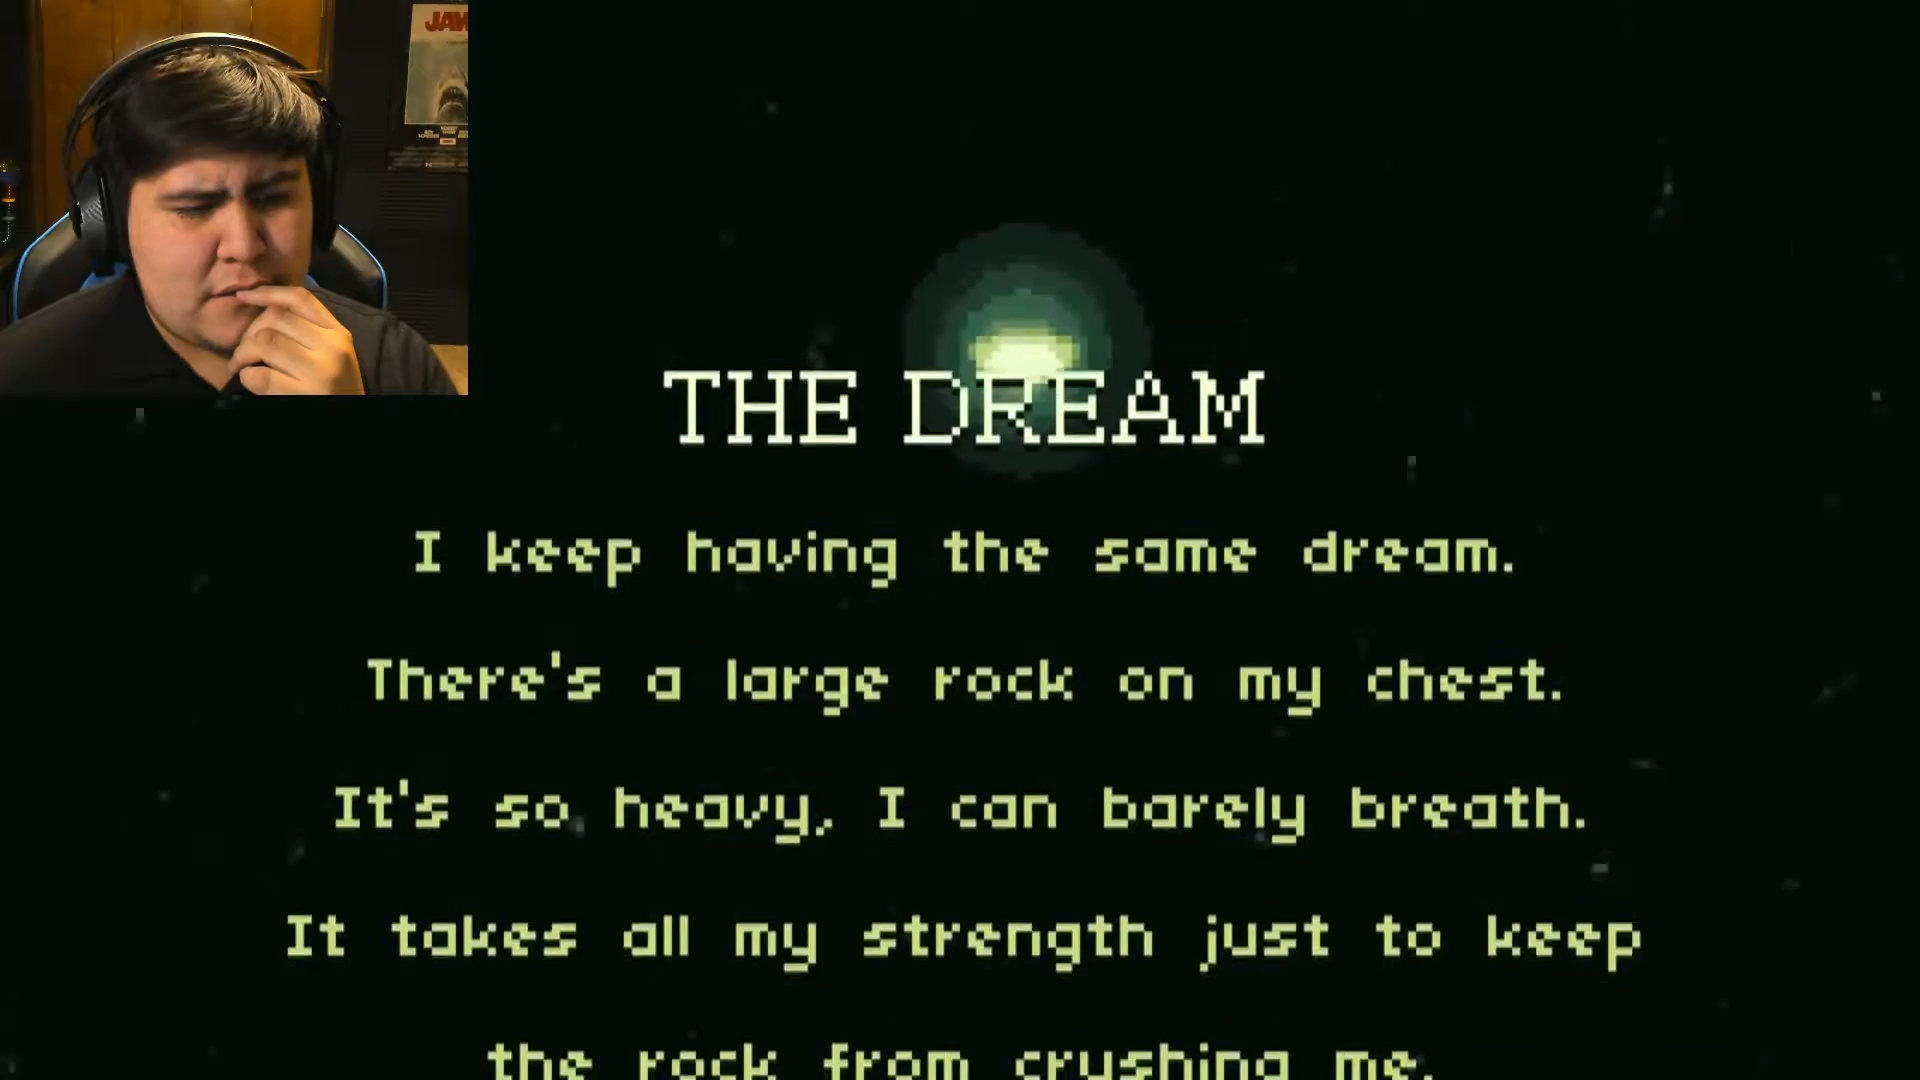 JAW
THE DREAM
I keep having the same dream.
There's a large rock on my chest.
It's so heavy, I can barely breath.
It takes all my strength just to keep
the rock from crushing me.